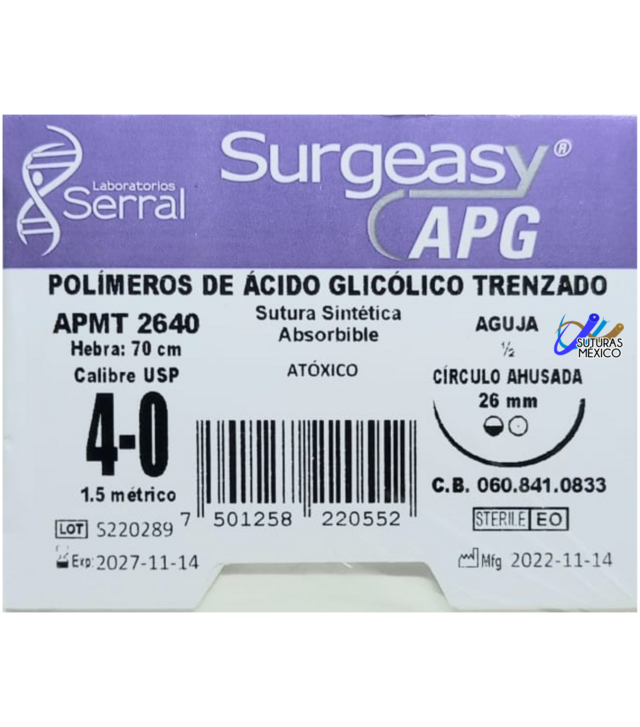 Laboratorios
Serral
Surgeasy®
APG
POLÍMEROS DE ÁCIDO GLICÓLICO TRENZADO
APMT 2640
Hebra: 70 cm
Calibre USP
4-0
1.5 métrico
LOT S220289
Exp: 2027-11-14
Sutura Sintética
Absorbible
ATÓXICO
7 501258 220552
AGUJA
½
CÍRCULO AHUSADA
26 mm
C.B. 060.841.0833
STERILE EO
Mfg 2022-11-14
SUTURAS
MÉXICO